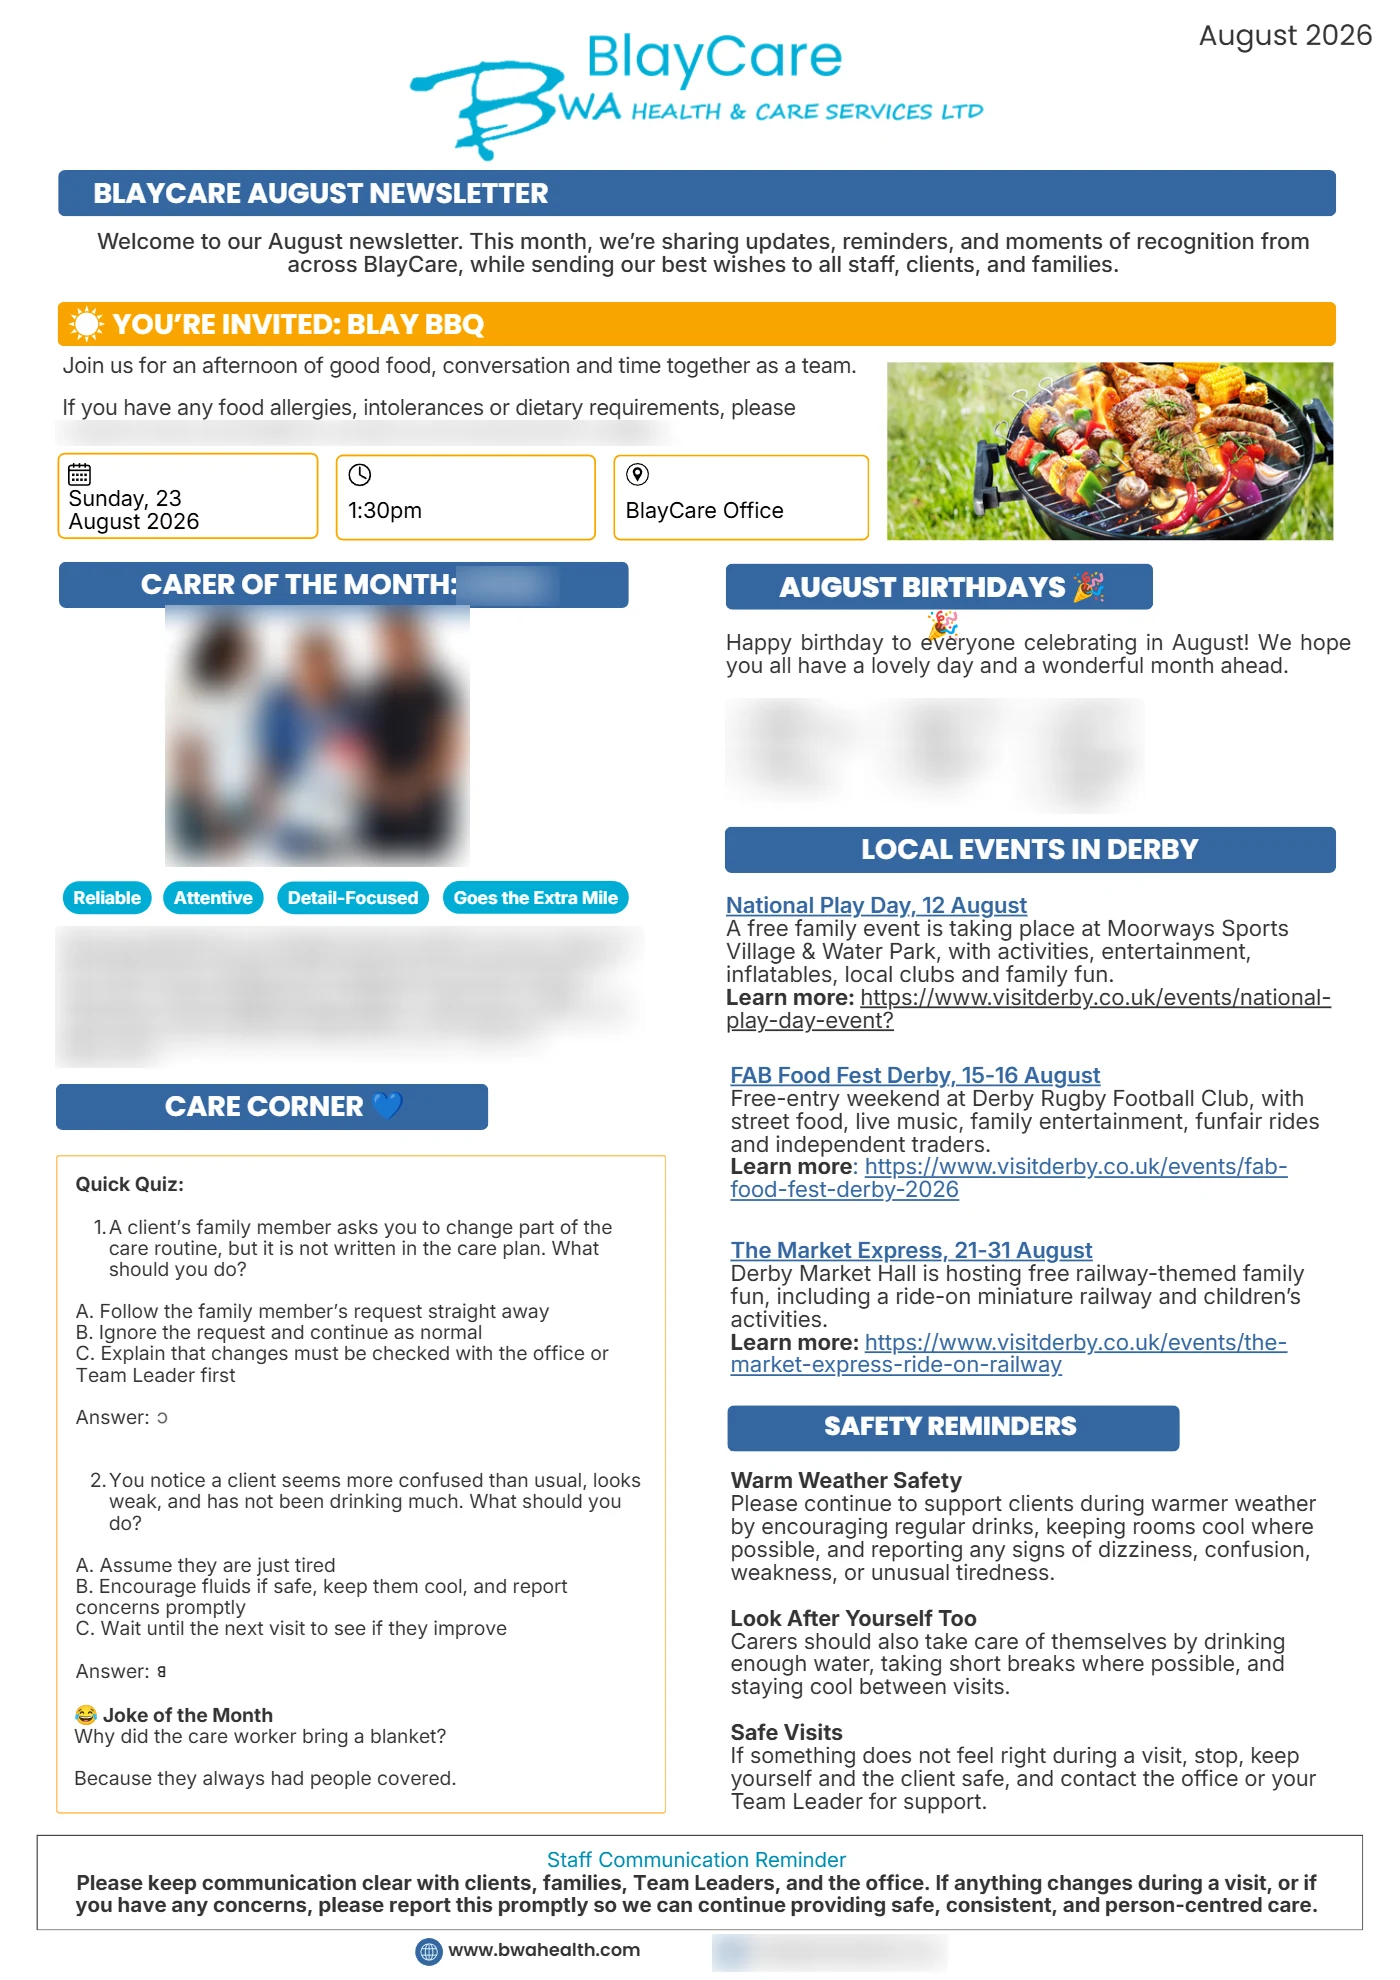 August 2026
BlayCare
BWA HEALTH & CARE SERVICES LTD
BLAYCARE AUGUST NEWSLETTER
Welcome to our August newsletter. This month, we’re sharing updates, reminders, and moments of recognition from
across BlayCare, while sending our best wishes to all staff, clients, and families.
YOU’RE INVITED: BLAY BBQ
Join us for an afternoon of good food, conversation and time together as a team.
If you have any food allergies, intolerances or dietary requirements, please
Sunday, 23
August 2026
1:30pm
BlayCare Office
CARER OF THE MONTH:
Reliable
Attentive
Detail-Focused
Goes the Extra Mile
CARE CORNER 💙
Quick Quiz:
1. A client’s family member asks you to change part of the
care routine, but it is not written in the care plan. What
should you do?
A. Follow the family member’s request straight away
B. Ignore the request and continue as normal
C. Explain that changes must be checked with the office or
Team Leader first
Answer: C
2. You notice a client seems more confused than usual, looks
weak, and has not been drinking much. What should you
do?
A. Assume they are just tired
B. Encourage fluids if safe, keep them cool, and report
concerns promptly
C. Wait until the next visit to see if they improve
Answer: B
😂 Joke of the Month
Why did the care worker bring a blanket?
Because they always had people covered.
AUGUST BIRTHDAYS 🎉
🎉
Happy birthday to everyone celebrating in August! We hope
you all have a lovely day and a wonderful month ahead.
LOCAL EVENTS IN DERBY
National Play Day, 12 August
A free family event is taking place at Moorways Sports
Village & Water Park, with activities, entertainment,
inflatables, local clubs and family fun.
Learn more: https://www.visitderby.co.uk/events/national-
play-day-event?
FAB Food Fest Derby, 15-16 August
Free-entry weekend at Derby Rugby Football Club, with
street food, live music, family entertainment, funfair rides
and independent traders.
Learn more: https://www.visitderby.co.uk/events/fab-
food-fest-derby-2026
The Market Express, 21-31 August
Derby Market Hall is hosting free railway-themed family
fun, including a ride-on miniature railway and children’s
activities.
Learn more: https://www.visitderby.co.uk/events/the-
market-express-ride-on-railway
SAFETY REMINDERS
Warm Weather Safety
Please continue to support clients during warmer weather
by encouraging regular drinks, keeping rooms cool where
possible, and reporting any signs of dizziness, confusion,
weakness, or unusual tiredness.
Look After Yourself Too
Carers should also take care of themselves by drinking
enough water, taking short breaks where possible, and
staying cool between visits.
Safe Visits
If something does not feel right during a visit, stop, keep
yourself and the client safe, and contact the office or your
Team Leader for support.
Staff Communication Reminder
Please keep communication clear with clients, families, Team Leaders, and the office. If anything changes during a visit, or if
you have any concerns, please report this promptly so we can continue providing safe, consistent, and person-centred care.
www.bwahealth.com